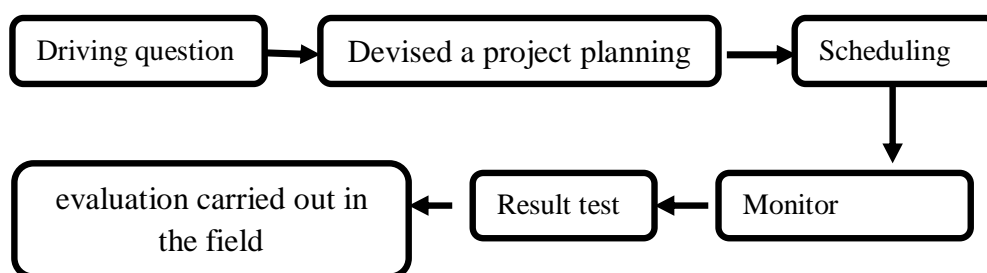 Driving question
Devised a project planning
Scheduling
Monitor
Result test
evaluation carried out in
the field